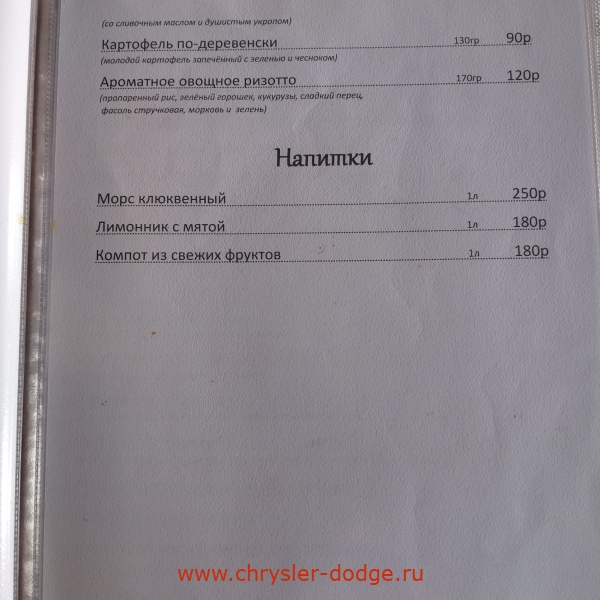 (со сливочным маслом и душистым укропом)
Картофель по-деревенски 130гр 90р
(молодой картофель запечённый с зеленью и чесноком)
Ароматное овощное ризотто 170гр 120р
(пропаренный рис, зелёный горошек, кукурузы, сладкий перец,
фасоль стручковая, морковь и зелень)
Напитки
Морс клюквенный 1л 250р
Лимонник с мятой 1л 180р
Компот из свежих фруктов 1л 180р
www.chrysler-dodge.ru